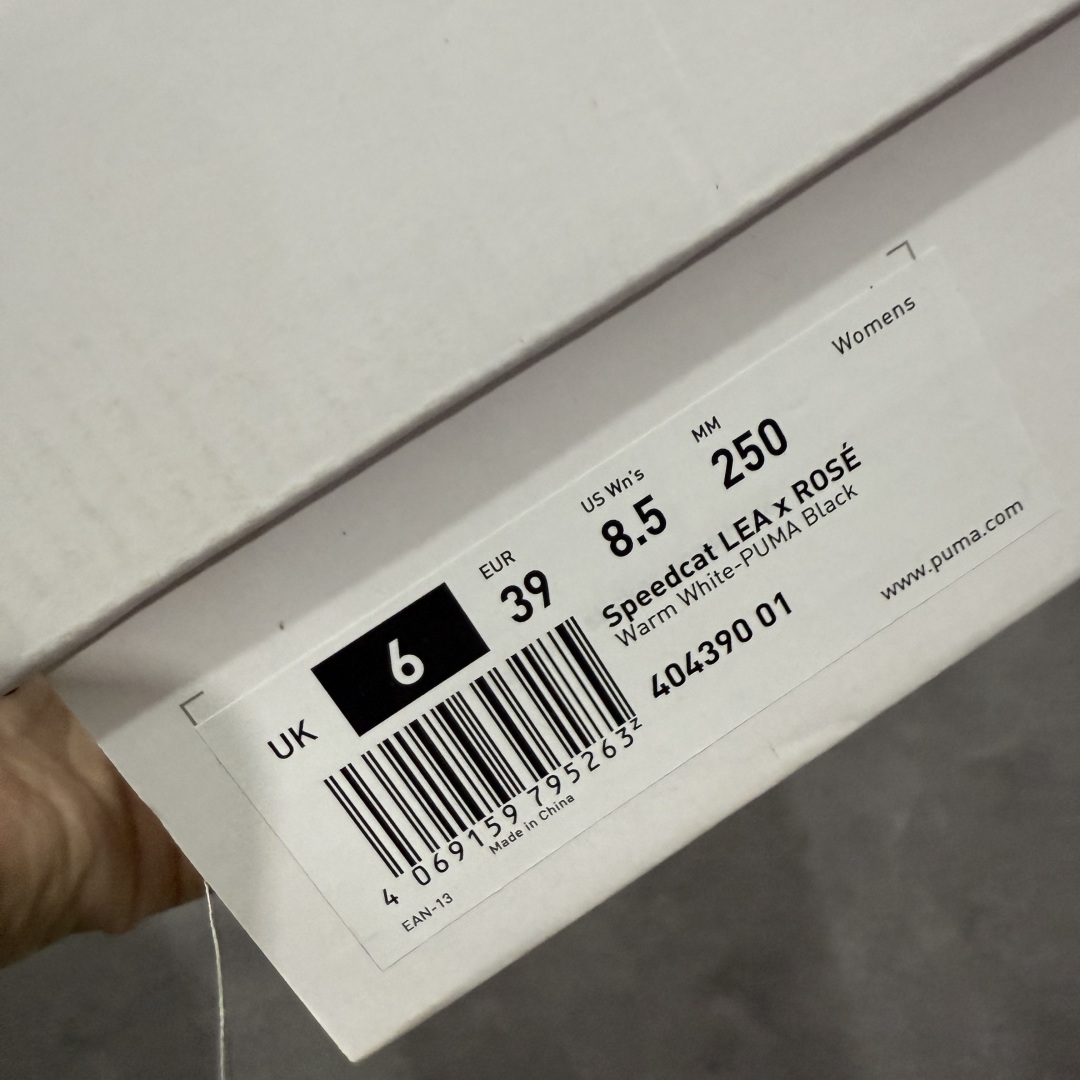 Womens
UK 6
EUR 39
US Wn's 8.5
MM 250
Speedcat LEA x ROSÉ
Warm White-PUMA Black
404390 01
www.puma.com
4 069159 795263 z
Made in China
EAN-13